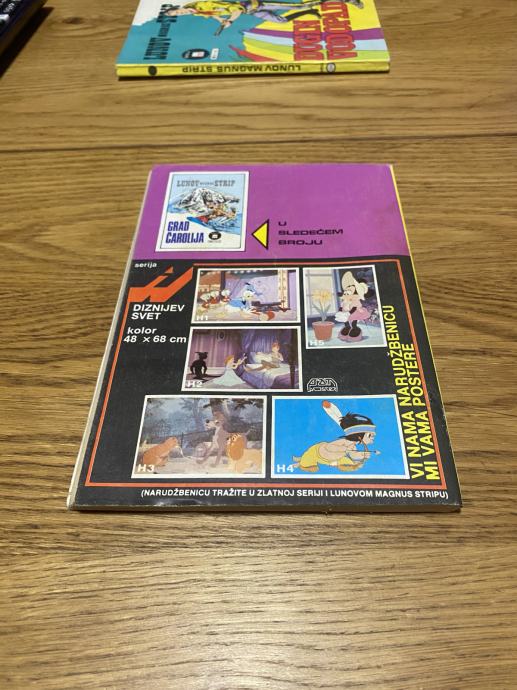 LUNOV MAGNUS STRIP
LUNOV MAGNUS STRIP
GRAD
ČAROLIJA
U
SLEDEĆEM
BROJU
serija
DIZNIJEV
SVET
kolor
48 × 68 cm
H1
H5
H2
H3
H4
VI NAMA NARUDŽBENICU
MI VAMA POSTERE
(NARUDŽBENICU TRAŽITE U ZLATNOJ SERIJI I LUNOVOM MAGNUS STRIPU)